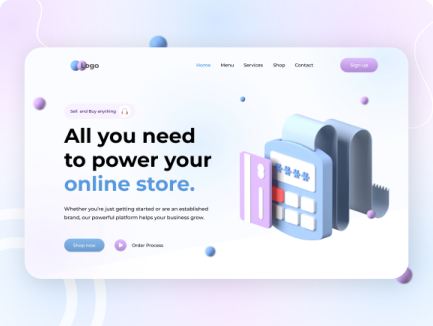 Logo
Home Menu Services Shop Contact Sign up
Sell and Buy anything
All you need
to power your
online store.
Whether you're just getting started or are an established
brand, our powerful platform helps your business grow.
Shop now Order Process